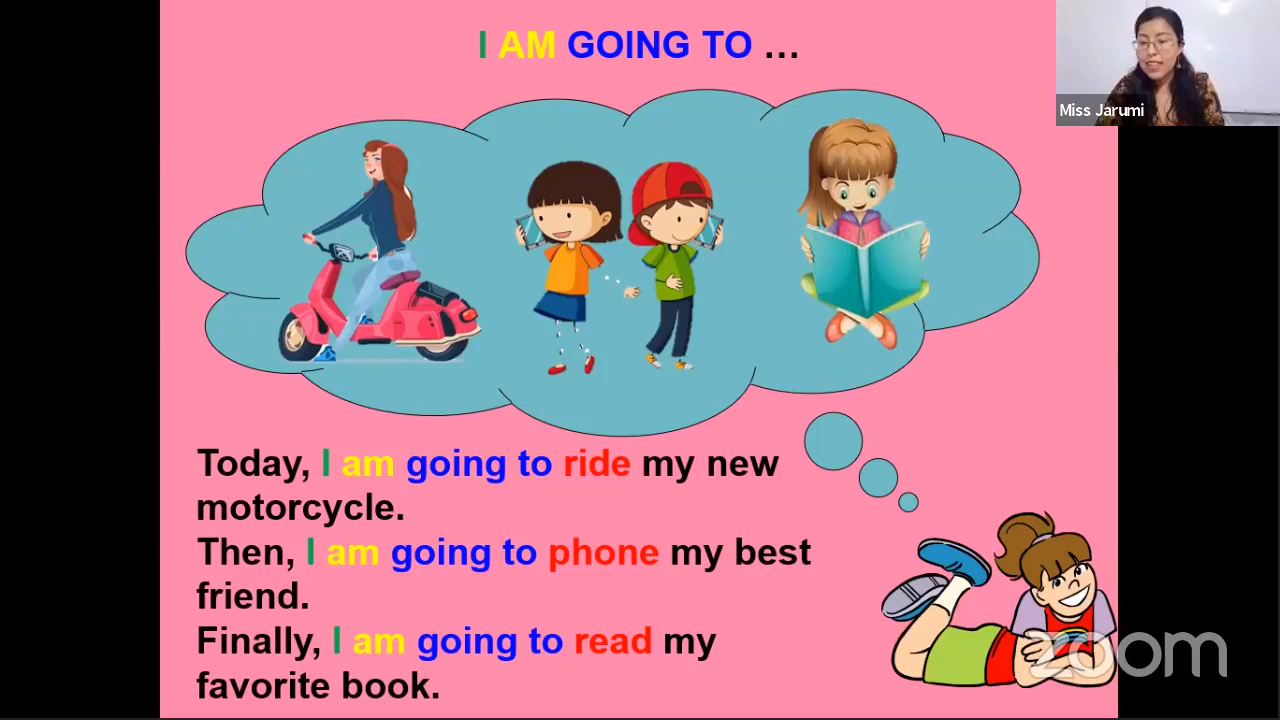 I AM GOING TO ...
Miss Jarumi
Today, I am going to ride my new
motorcycle.
Then, I am going to phone my best
friend.
Finally, I am going to read my
favorite book.
zoom